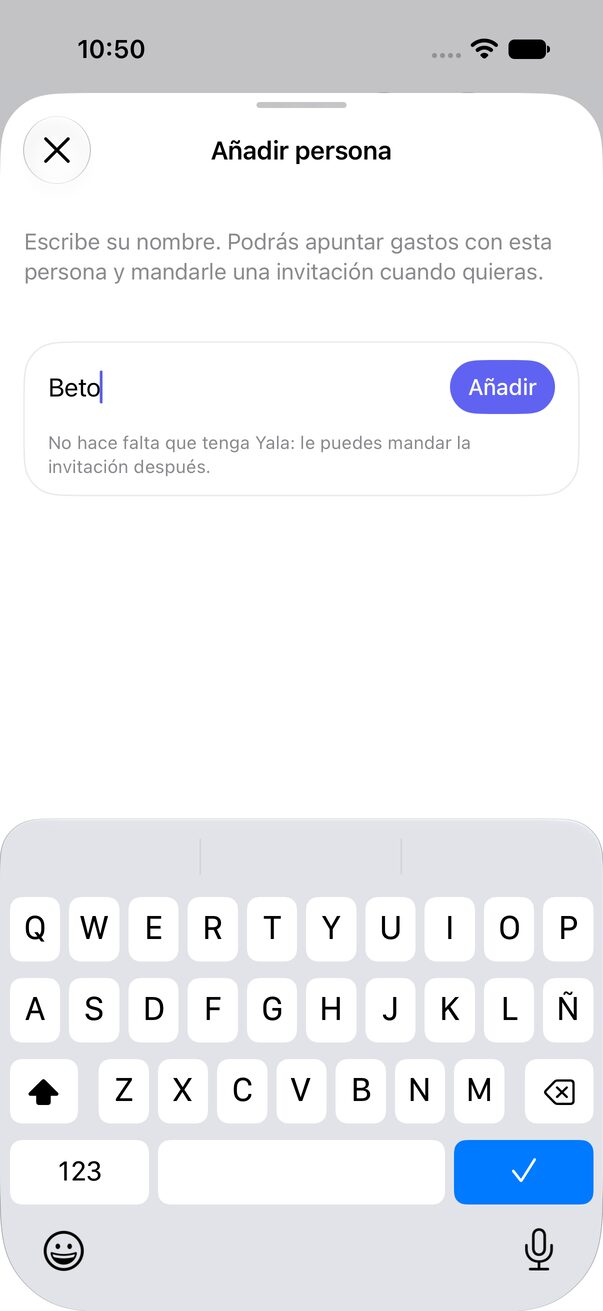 10:50
Añadir persona
Escribe su nombre. Podrás apuntar gastos con esta
persona y mandarle una invitación cuando quieras.
Beto
Añadir
No hace falta que tenga Yala: le puedes mandar la
invitación después.
Q W E R T Y U I O P
A S D F G H J K L Ñ
Z X C V B N M
123